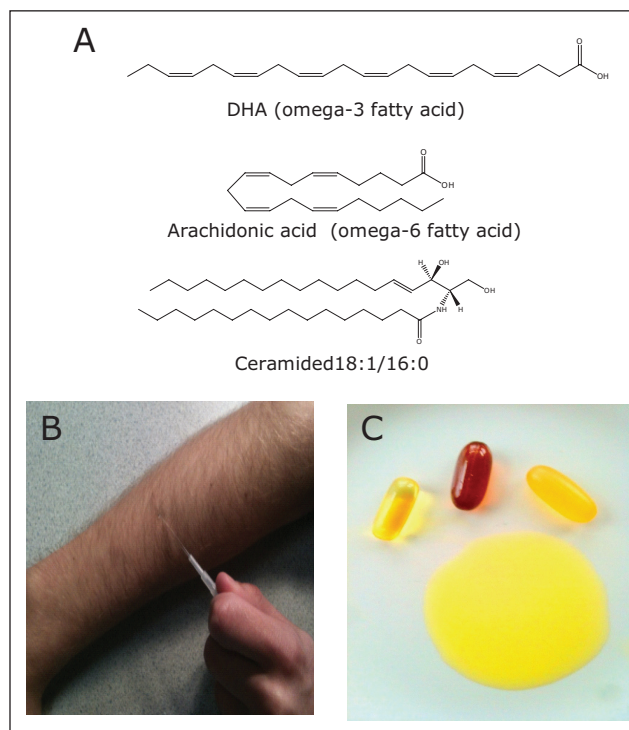 A
O
OH
DHA (omega-3 fatty acid)
O
OH
Arachidonic acid  (omega-6 fatty acid)
H
OH
OH
NH
H
O
Ceramided18:1/16:0
B
C